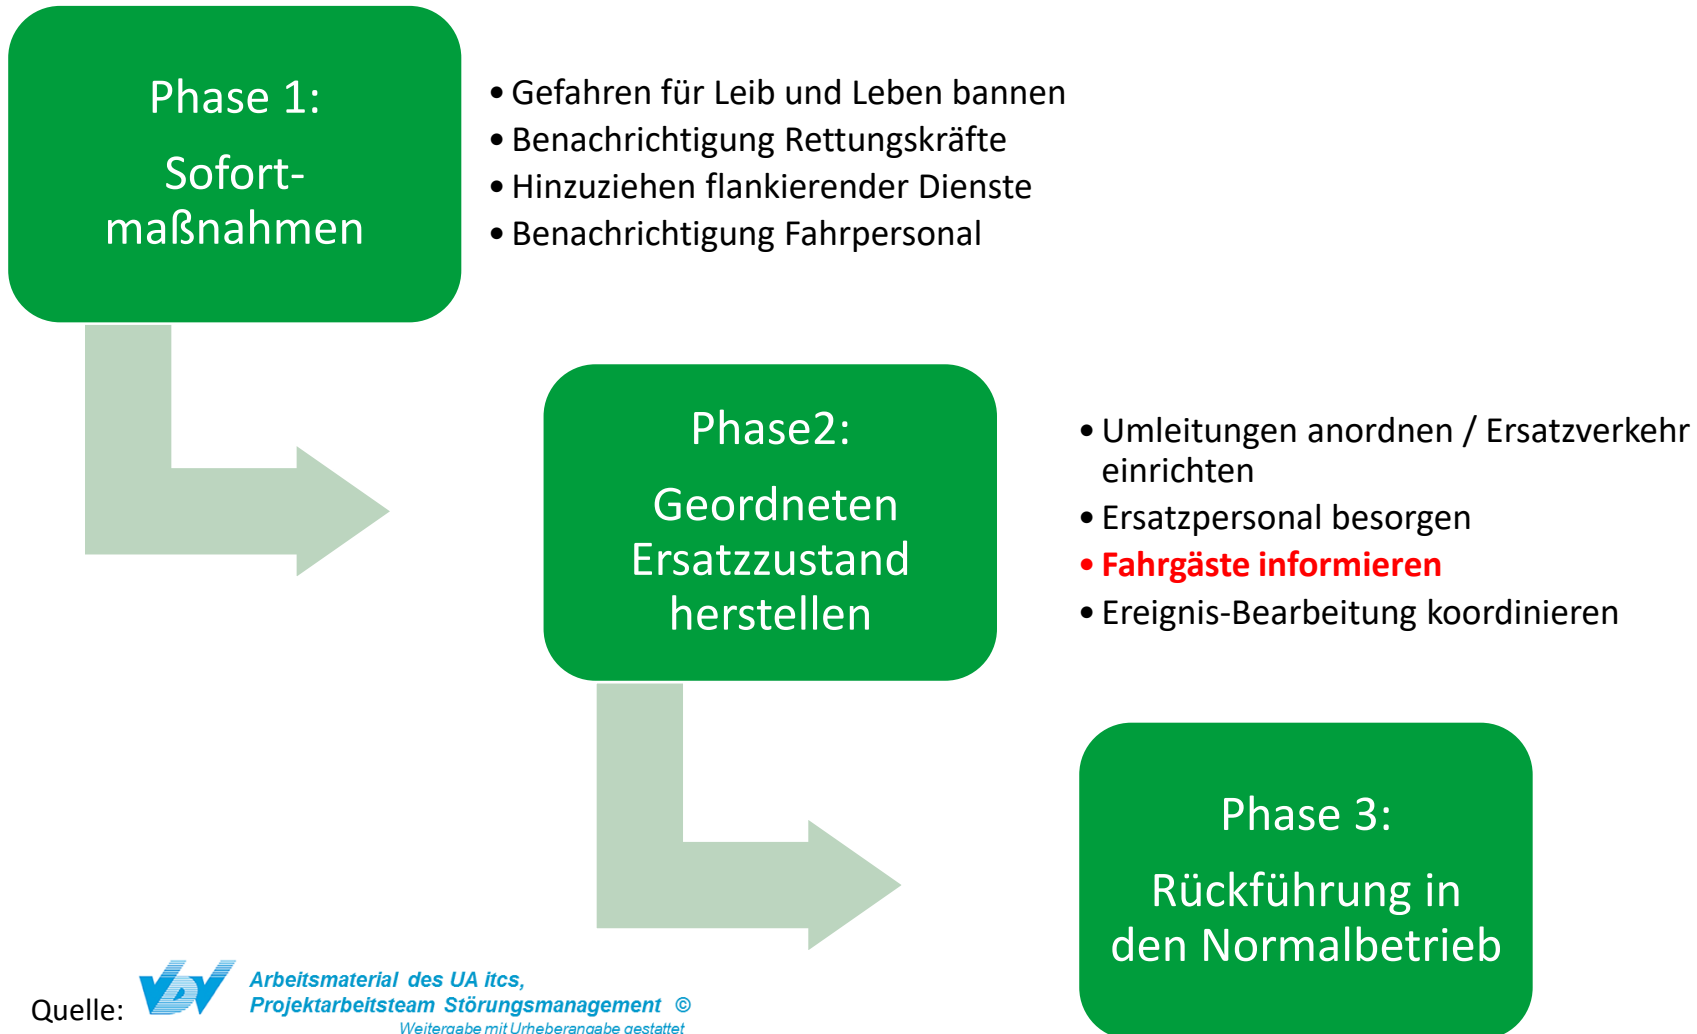 Phase 1:
Sofort-
maßnahmen
• Gefahren für Leib und Leben bannen
• Benachrichtigung Rettungskräfte
• Hinzuziehen flankierender Dienste
• Benachrichtigung Fahrpersonal
Phase2:
Geordneten
Ersatzzustand
herstellen
• Umleitungen anordnen / Ersatzverkehr
einrichten
• Ersatzpersonal besorgen
• Fahrgäste informieren
• Ereignis-Bearbeitung koordinieren
Phase 3:
Rückführung in
den Normalbetrieb
Quelle:
VDV
Arbeitsmaterial des UA itcs,
Projektarbeitsteam Störungsmanagement ©
Weitergabe mit Urheberangabe gestattet